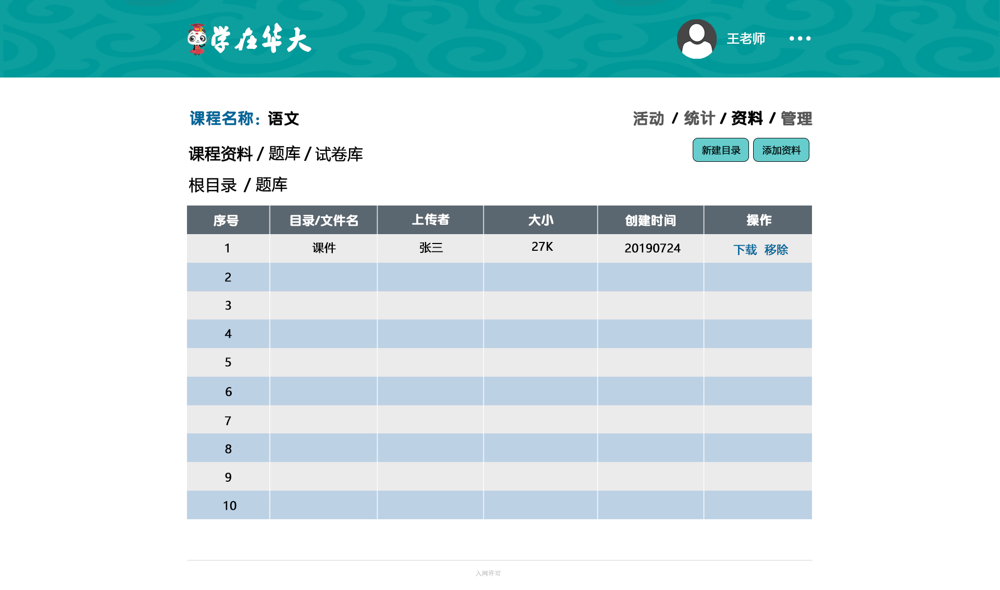 学在华大
王老师
课程名称：语文
活动 / 统计 / 资料 / 管理
课程资料 / 题库 / 试卷库
新建目录 添加资料
根目录 / 题库
序号 目录/文件名 上传者 大小 创建时间 操作
1 课件 张三 27K 20190724 下载 移除
2
3
4
5
6
7
8
9
10
入网许可